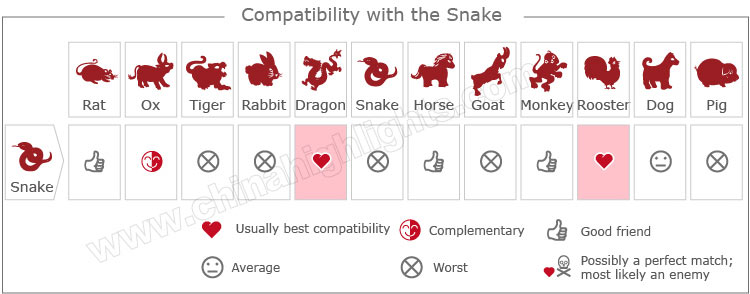 Compatibility with the Snake
Rat Ox Tiger Rabbit Dragon Snake Horse Goat Monkey Rooster Dog Pig
Snake
www.chinahighlights.com
Usually best compatibility Complementary Good friend
Average Worst Possibly a perfect match;
most likely an enemy